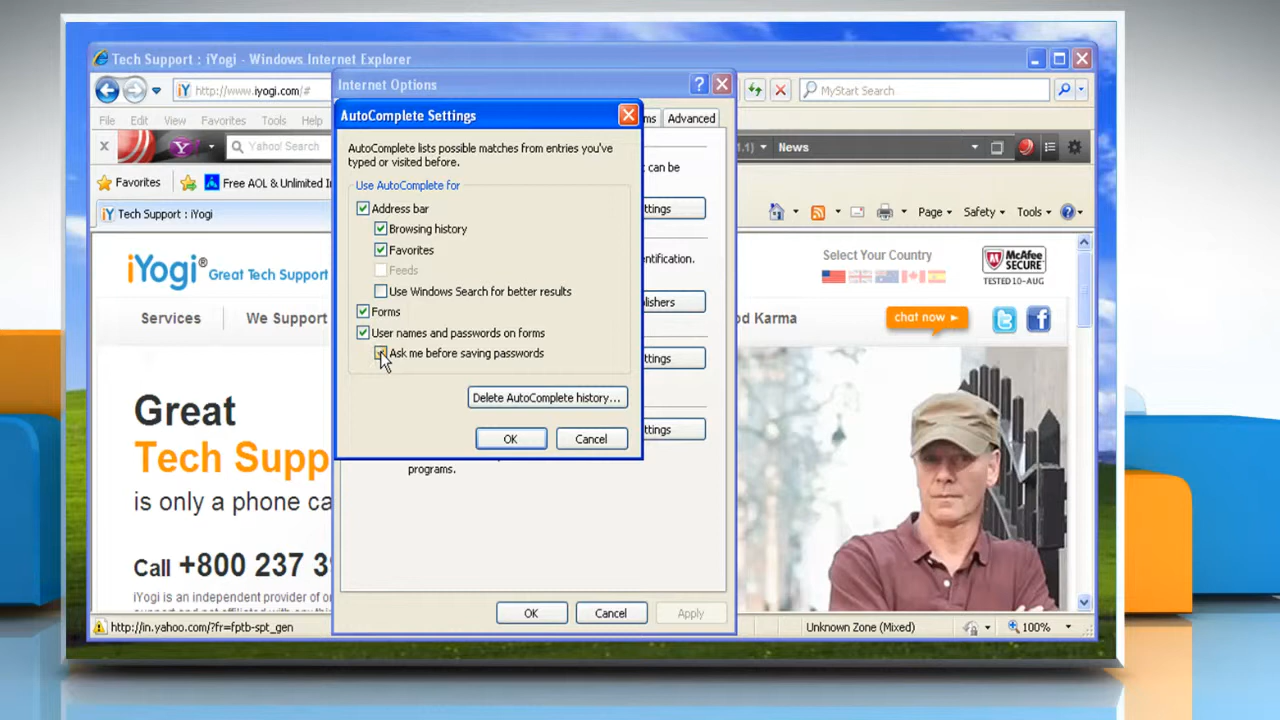 Tech Support : iYogi - Windows Internet Explorer
Internet Options
http://www.iyogi.com/#
MyStart Search
File Edit View Favorites Tools Help
AutoComplete Settings
Advanced
Yahoo! Search
News
AutoComplete lists possible matches from entries you've
typed or visited before.
t can be
Favorites
Free AOL & Unlimited I
Use AutoComplete for
Address bar
ttings
Page
Safety
Tools
Tech Support : iYogi
Browsing history
Favorites
Feeds
Use Windows Search for better results
Forms
User names and passwords on forms
Ask me before saving passwords
entification.
blishers
ttings
ttings
Delete AutoComplete history...
OK
Cancel
programs.
OK
Cancel
Apply
iYogi® Great Tech Support
Select Your Country
McAfee
SECURE
TESTED 10-AUG
Services
We Support
od Karma
chat now
Great
Tech Supp
is only a phone ca
Call +800 237 3
iYogi is an independent provider of
http://in.yahoo.com/?fr=fptb-spt_gen
Unknown Zone (Mixed)
100%